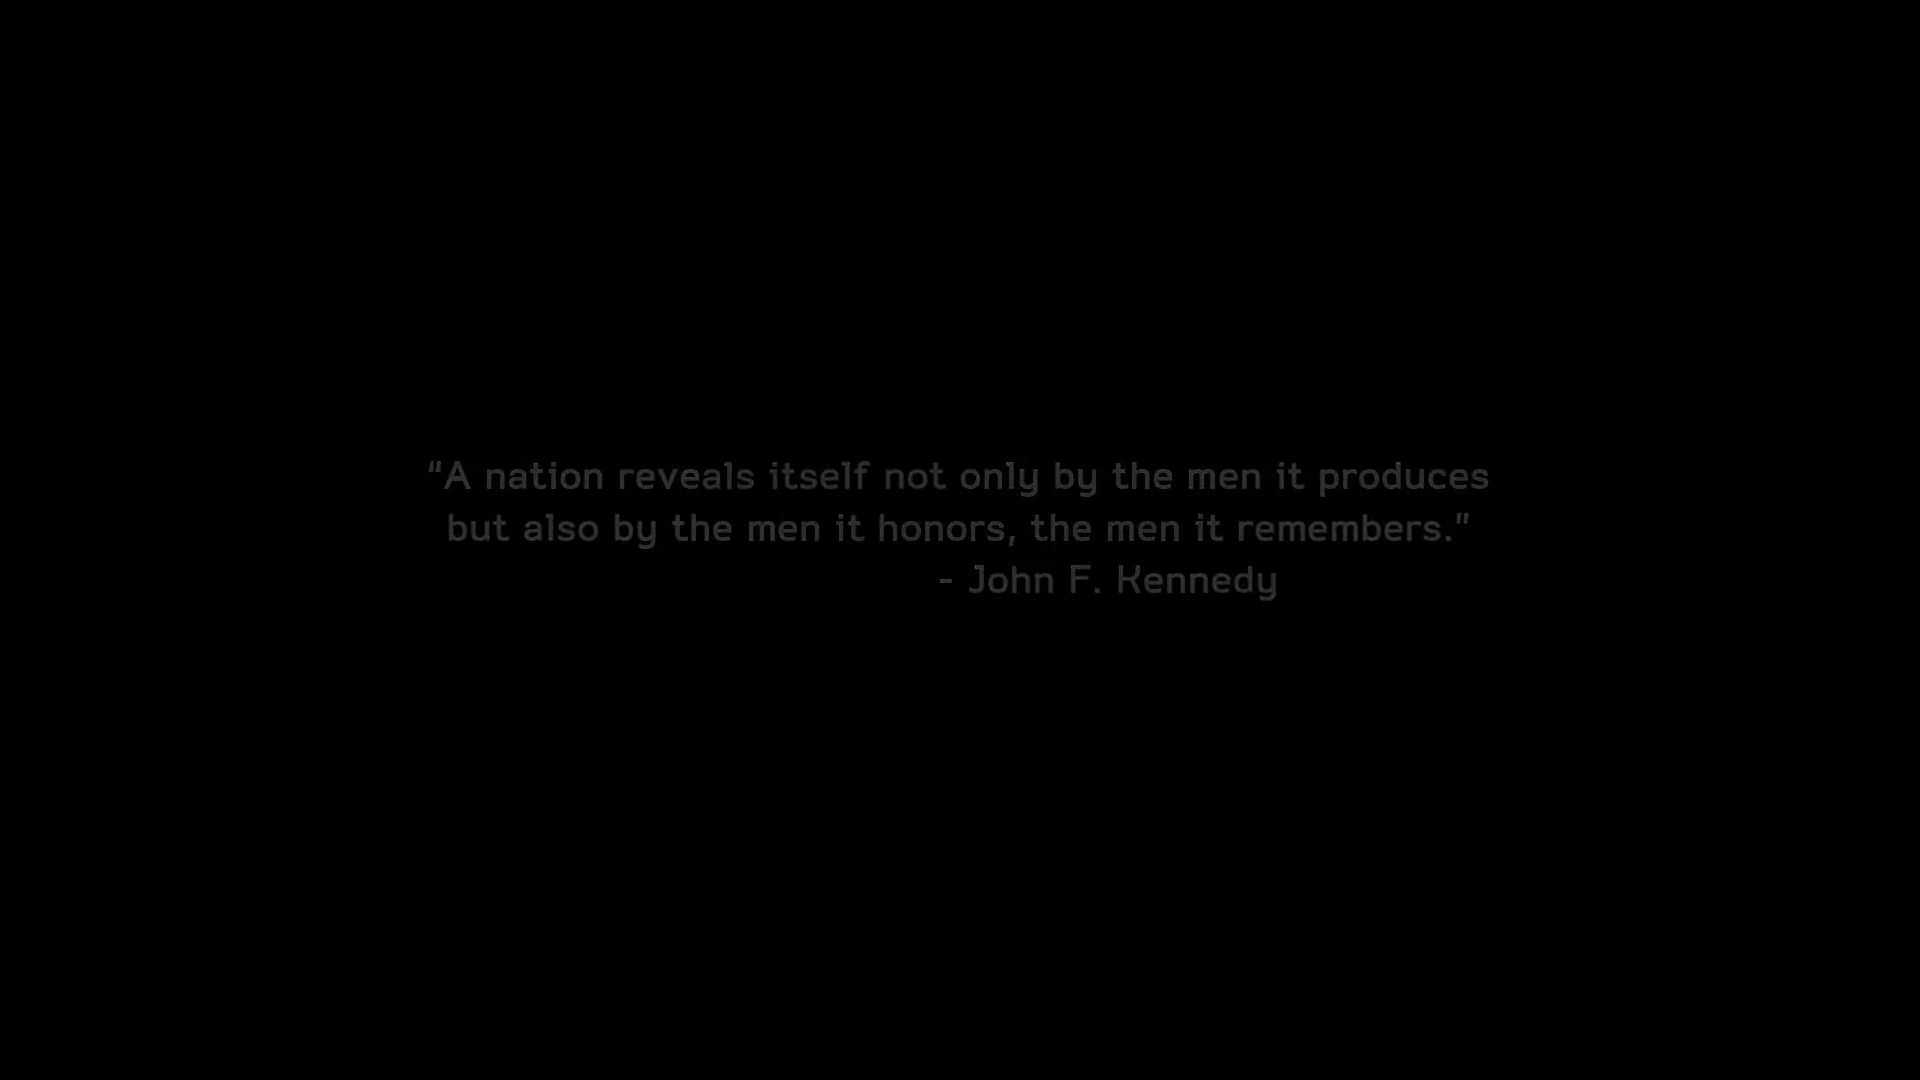 “A nation reveals itself not only by the men it produces
but also by the men it honors, the men it remembers.”
- John F. Kennedy